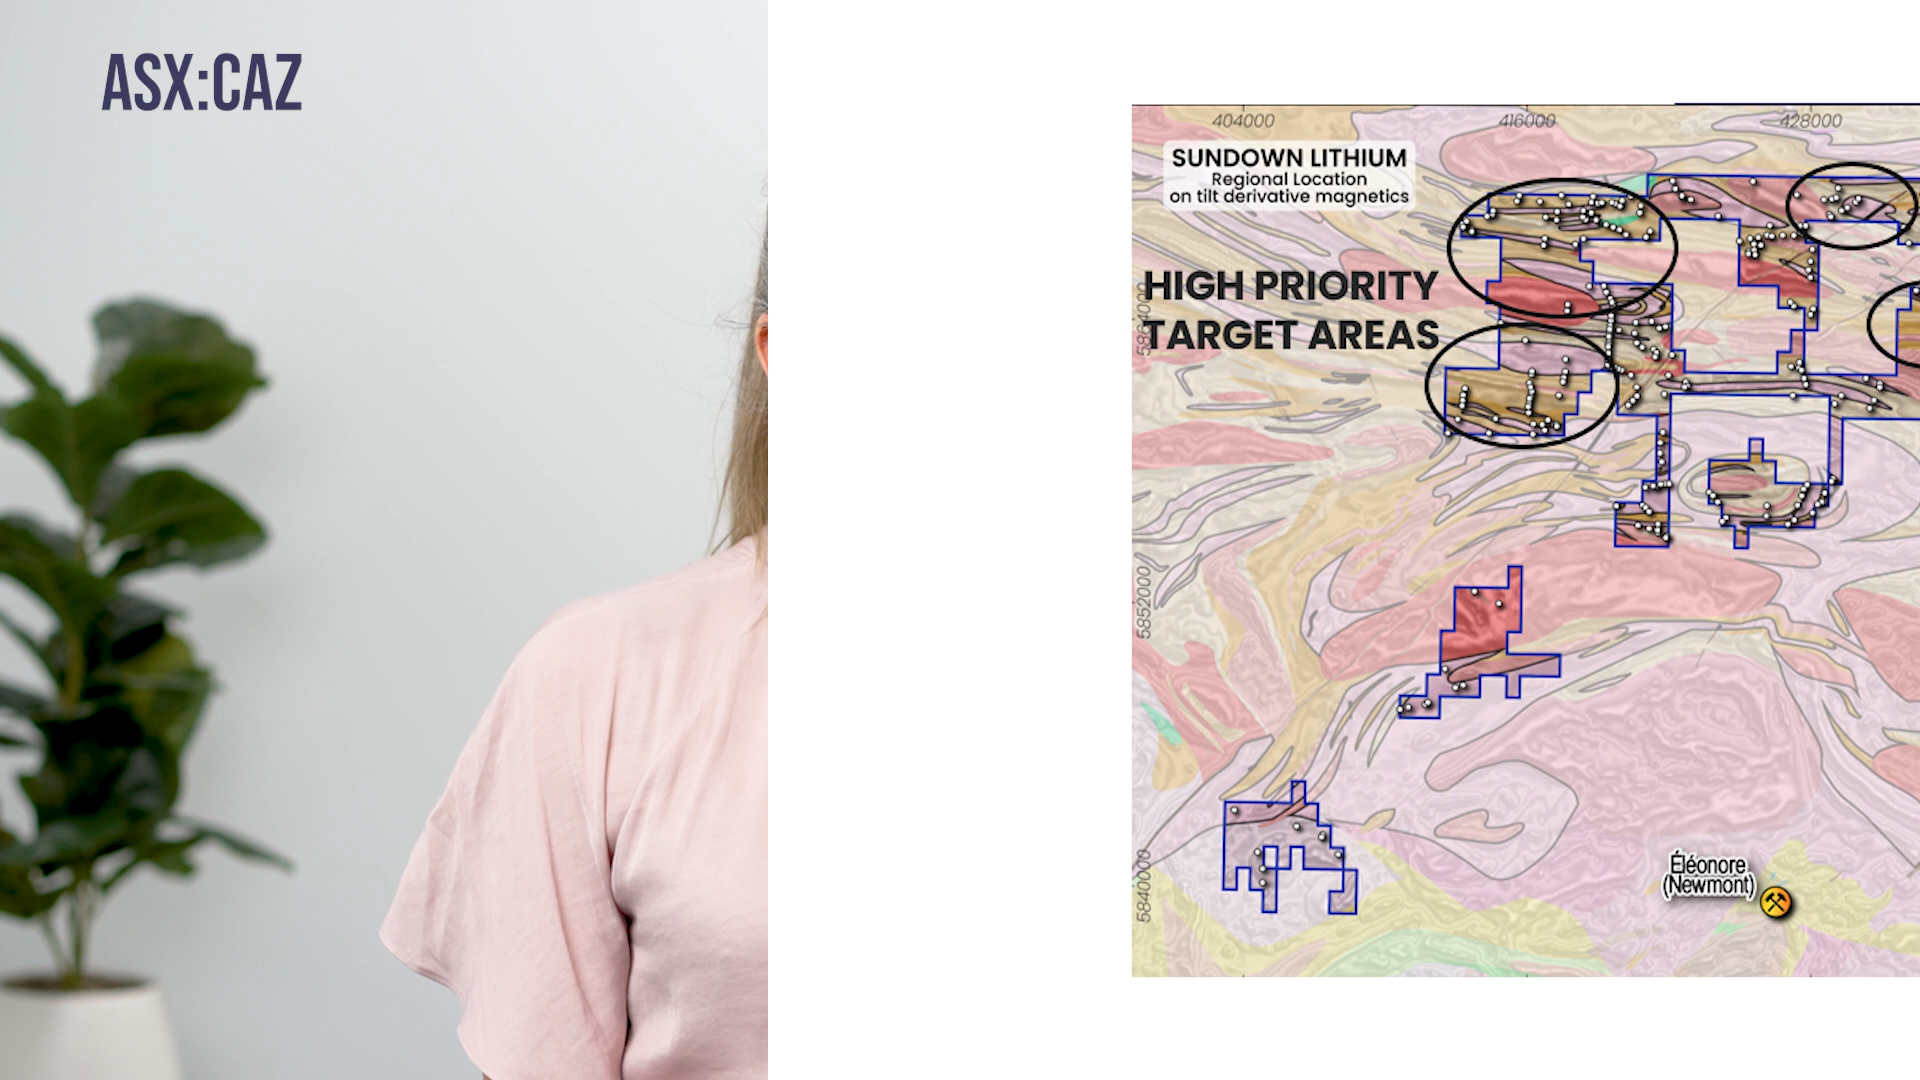 ASX:CAZ
404000
416000
428000
SUNDOWN LITHIUM
Regional Location
on tilt derivative magnetics
HIGH PRIORITY
TARGET AREAS
5864000
5852000
5840000
Éléonore
(Newmont)